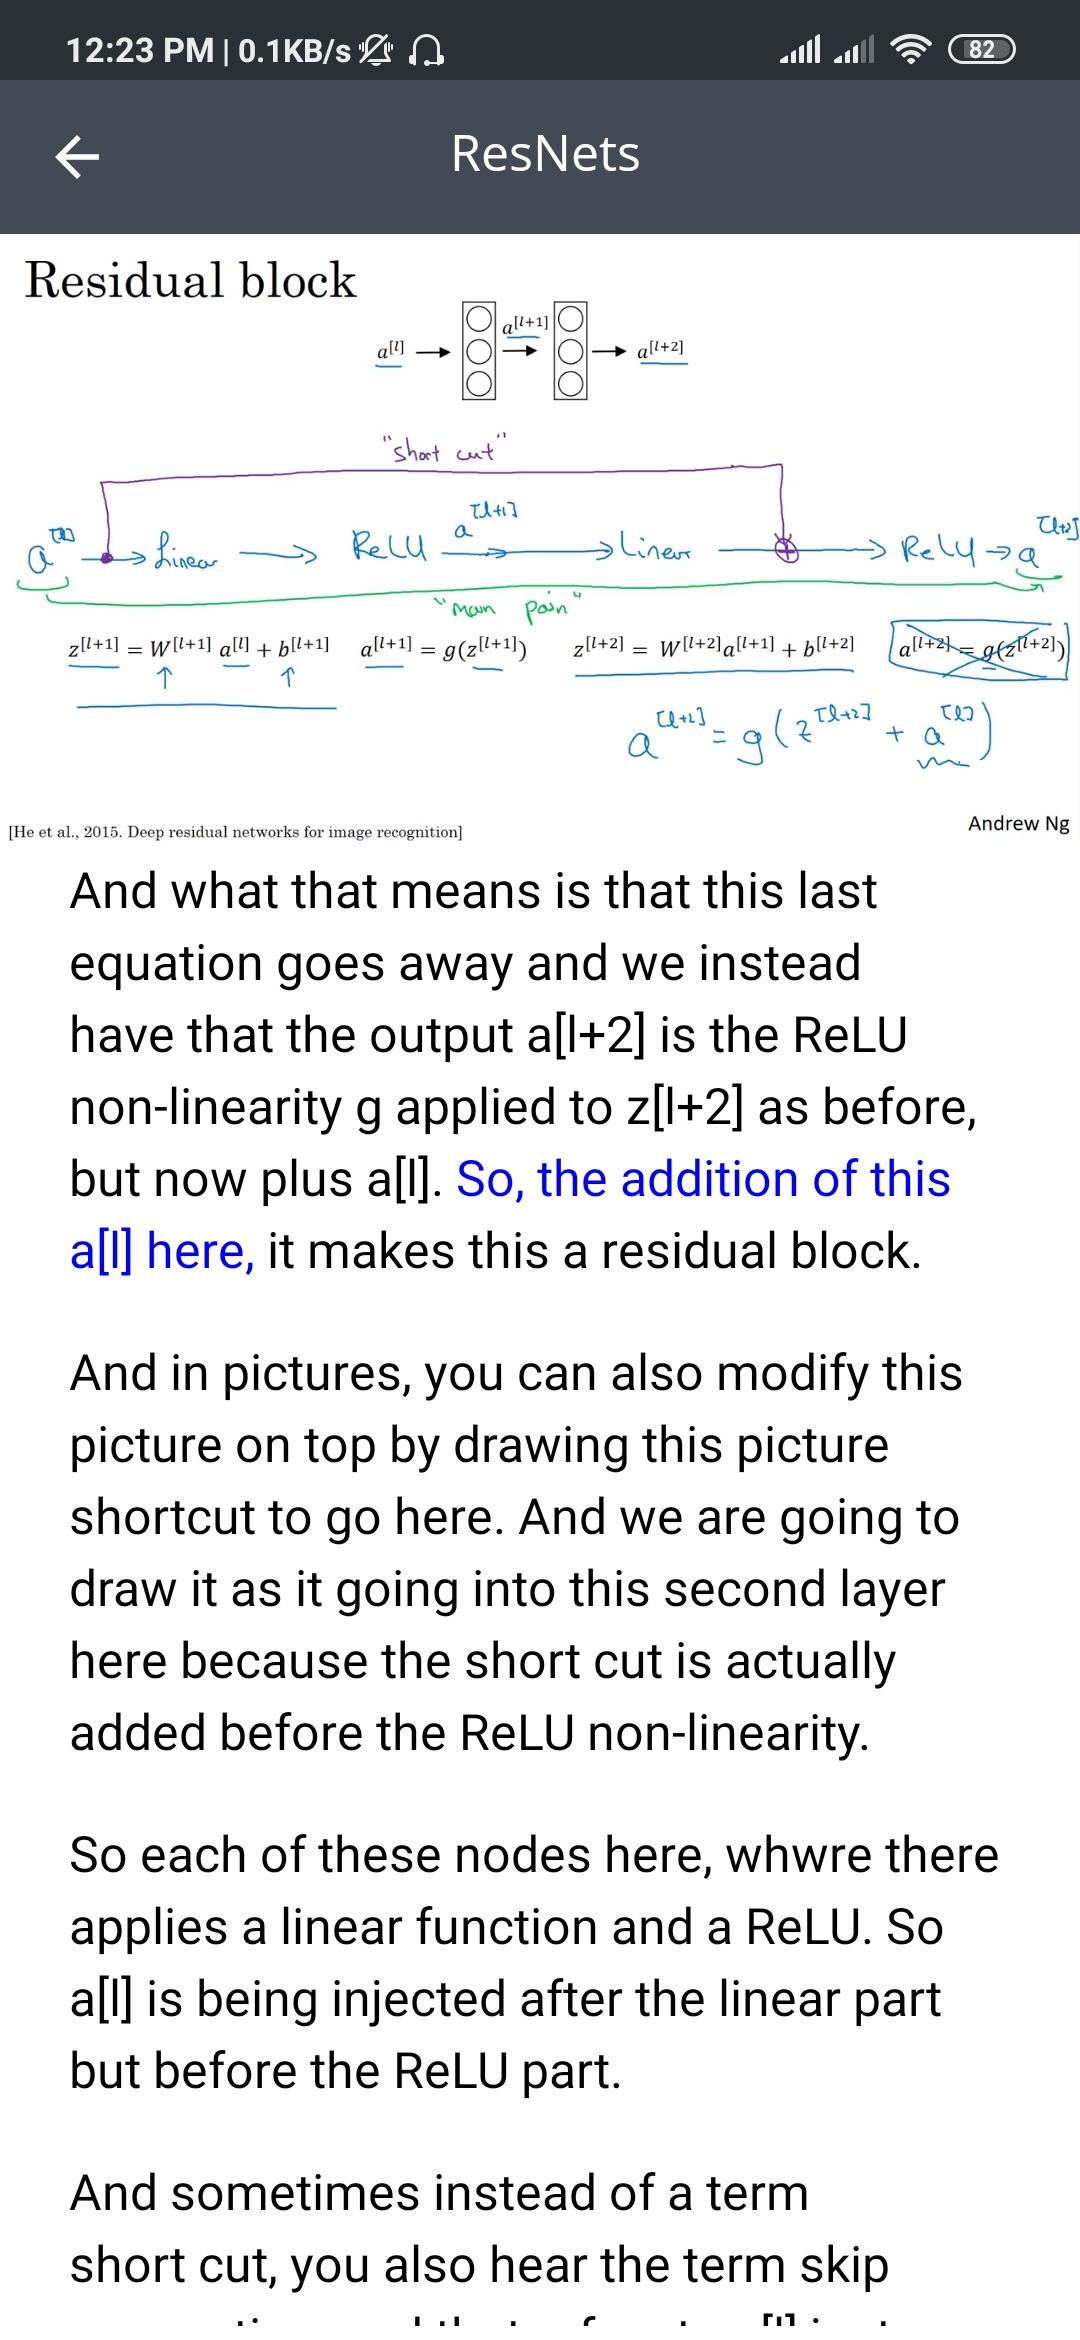 12:23 PM | 0.1KB/s
82
ResNets
Residual block
a[l]
a[l+1]
a[l+2]
"short cut"
a[l] Linear ReLU a[l+1] Linear ReLU a[l+2]
"main
z[l+1] = W[l+1] a[l] + b[l+1] a[l+1] = g(z[l+1]) z[l+2] = W[l+2]a[l+1] + b[l+2] a[l+2] = g(z[l+2])
a[l+2] = g(z[l+2] + a[l])
[He et al., 2015. Deep residual networks for image recognition]
Andrew Ng
And what that means is that this last
equation goes away and we instead
have that the output a[l+2] is the ReLU
non-linearity g applied to z[l+2] as before,
but now plus a[l]. So, the addition of this
a[l] here, it makes this a residual block.
And in pictures, you can also modify this
picture on top by drawing this picture
shortcut to go here. And we are going to
draw it as it going into this second layer
here because the short cut is actually
added before the ReLU non-linearity.
So each of these nodes here, whwre there
applies a linear function and a ReLU. So
a[l] is being injected after the linear part
but before the ReLU part.
And sometimes instead of a term
short cut, you also hear the term skip